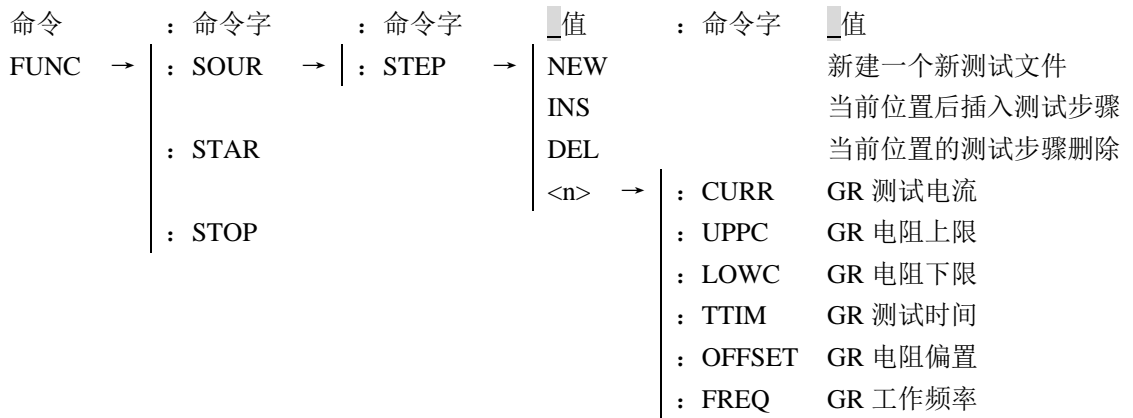 命令 ：命令字 ：命令字 _值 ：命令字 _值
FUNC → ：SOUR → ：STEP → NEW 新建一个新测试文件
INS 当前位置后插入测试步骤
：STAR DEL 当前位置的测试步骤删除
<n> → ：CURR GR 测试电流
：STOP ：UPPC GR 电阻上限
：LOWC GR 电阻下限
：TTIM GR 测试时间
：OFFSET GR 电阻偏置
：FREQ GR 工作频率